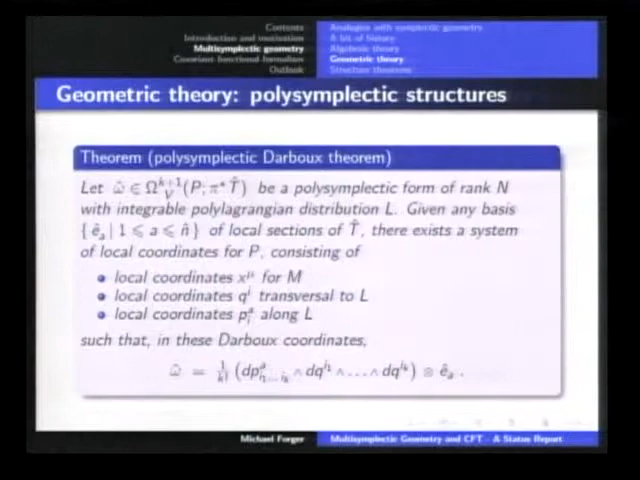 Contents
Introduction and motivation
Multisymplectic geometry
Covariant functional formalism
Outlook
Analogies with symplectic geometry
A bit of history
Algebraic theory
Geometric theory
Structure theorems
Geometric theory: polysymplectic structures
Theorem (polysymplectic Darboux theorem)
Let ω̂ ∈ Ω_V^{k+1}(P; π*T̂) be a polysymplectic form of rank N
with integrable polylagrangian distribution L. Given any basis
{ ê_a | 1 ⩽ a ⩽ n̂ } of local sections of T̂, there exists a system
of local coordinates for P, consisting of
• local coordinates x^μ for M
• local coordinates q^i transversal to L
• local coordinates p_i^a along L
such that, in these Darboux coordinates,
ω̂ = 1/k! (dp^a_{i_1...i_k} ∧ dq^{i_1} ∧ ... ∧ dq^{i_k}) ⊗ ê_a .
Michael Forger
Multisymplectic Geometry and CFT - A Status Report